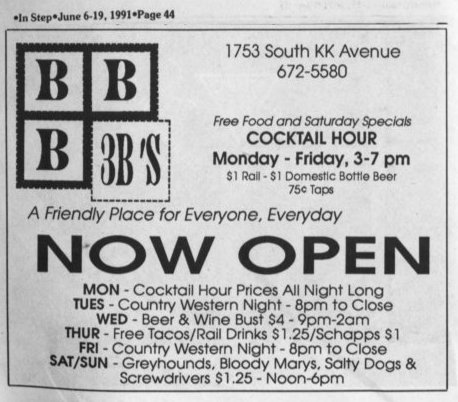 •In Step•June 6-19, 1991•Page 44
1753 South KK Avenue
672-5580
B B
B 3B'S
Free Food and Saturday Specials
COCKTAIL HOUR
Monday - Friday, 3-7 pm
$1 Rail - $1 Domestic Bottle Beer
75¢ Taps
A Friendly Place for Everyone, Everyday
NOW OPEN
MON - Cocktail Hour Prices All Night Long
TUES - Country Western Night - 8pm to Close
WED - Beer & Wine Bust $4 - 9pm-2am
THUR - Free Tacos/Rail Drinks $1.25/Schapps $1
FRI - Country Western Night - 8pm to Close
SAT/SUN - Greyhounds, Bloody Marys, Salty Dogs &
Screwdrivers $1.25 - Noon-6pm